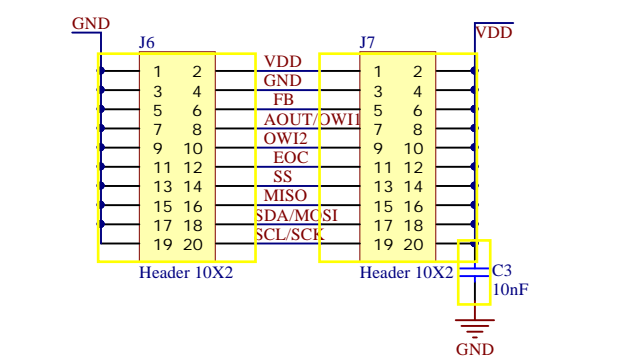 GND
VDD
J6
J7
VDD
1 2
1 2
GND
3 4
3 4
FB
5 6
5 6
AOUT/OWI1
7 8
7 8
OWI2
9 10
9 10
EOC
11 12
11 12
SS
13 14
13 14
MISO
15 16
15 16
SDA/MOSI
17 18
17 18
SCL/SCK
19 20
19 20
Header 10X2
Header 10X2
C3
10nF
GND